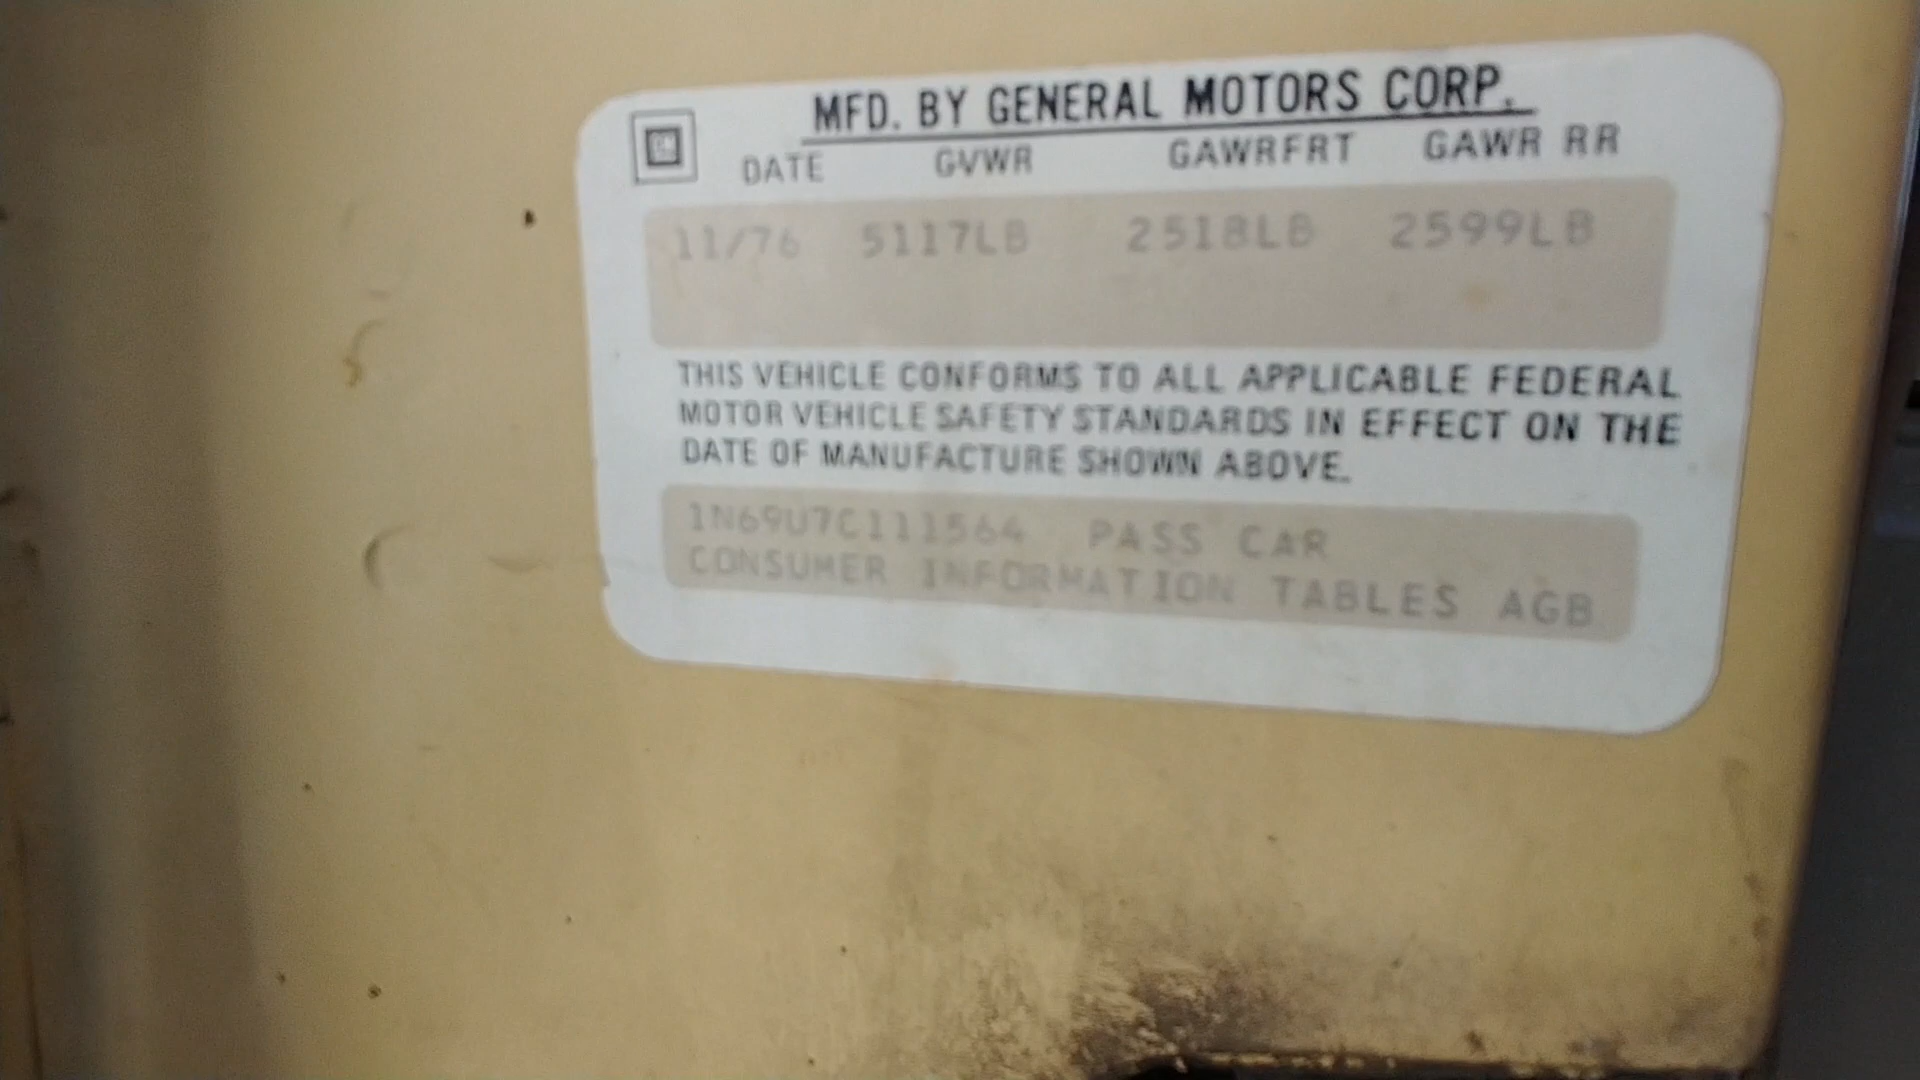 MFD. BY GENERAL MOTORS CORP.
DATE GVWR GAWRFRT GAWR RR
11/76 5117LB 2518LB 2599LB
THIS VEHICLE CONFORMS TO ALL APPLICABLE FEDERAL
MOTOR VEHICLE SAFETY STANDARDS IN EFFECT ON THE
DATE OF MANUFACTURE SHOWN ABOVE.
1N69U7C111564 PASS CAR
CONSUMER INFORMATION TABLES AGB